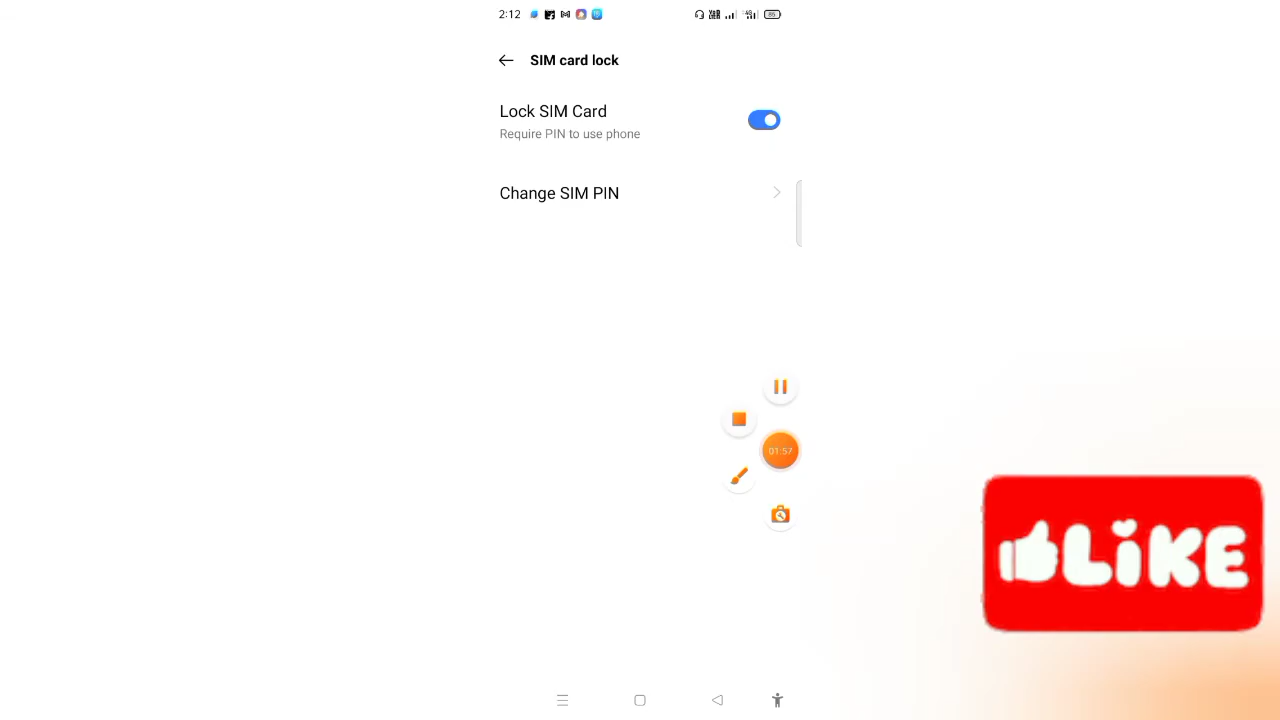 2:12
85
SIM card lock
Lock SIM Card
Require PIN to use phone
Change SIM PIN
01:57
LiKE